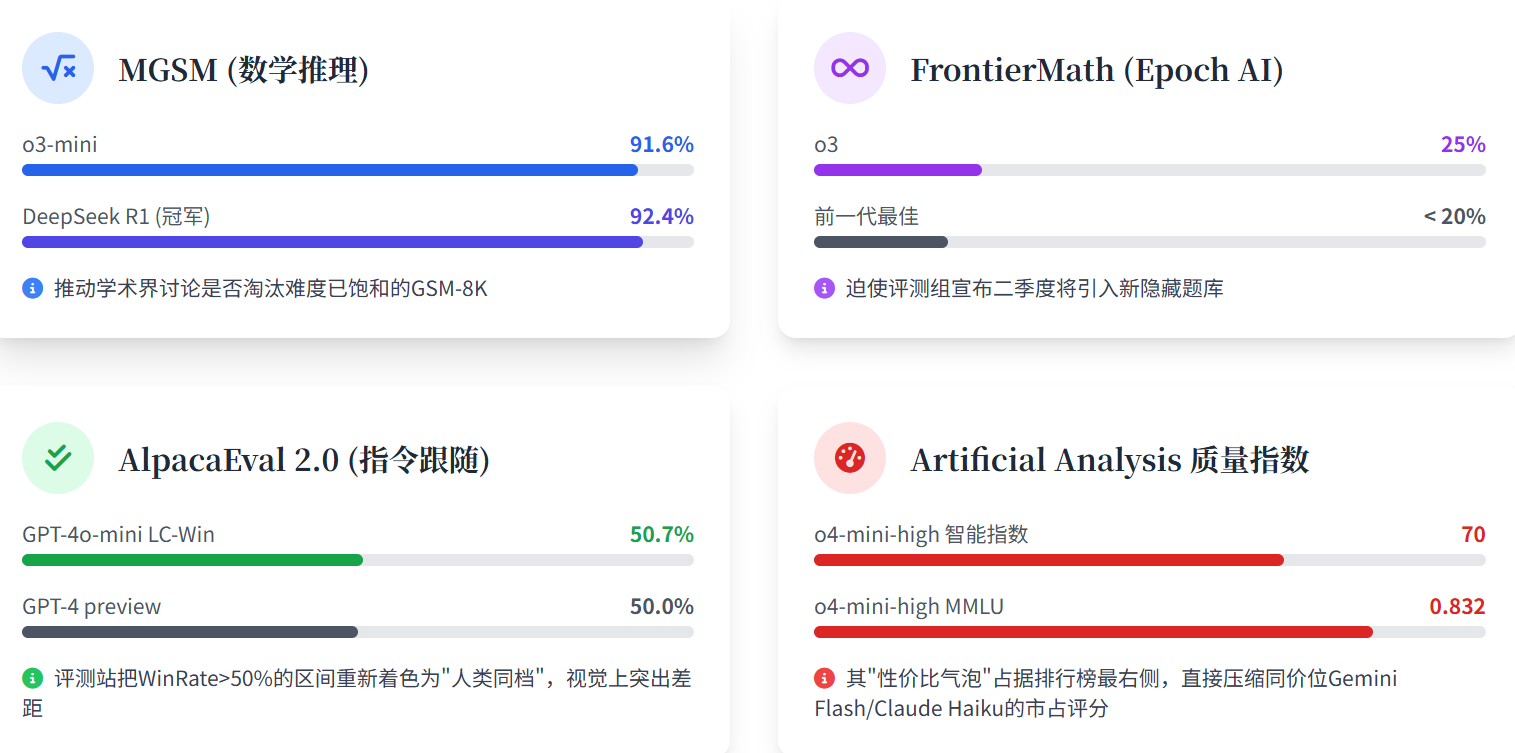 MGSM (数学推理)
o3-mini 91.6%
DeepSeek R1 (冠军) 92.4%
推动学术界讨论是否淘汰难度已饱和的GSM-8K
FrontierMath (Epoch AI)
o3 25%
前一代最佳 < 20%
迫使评测组宣布二季度将引入新隐藏题库
AlpacaEval 2.0 (指令跟随)
GPT-4o-mini LC-Win 50.7%
GPT-4 preview 50.0%
评测站把WinRate>50%的区间重新着色为"人类同档"，视觉上突出差
距
Artificial Analysis 质量指数
o4-mini-high 智能指数 70
o4-mini-high MMLU 0.832
其"性价比气泡"占据排行榜最右侧，直接压缩同价位Gemini
Flash/Claude Haiku的市占评分